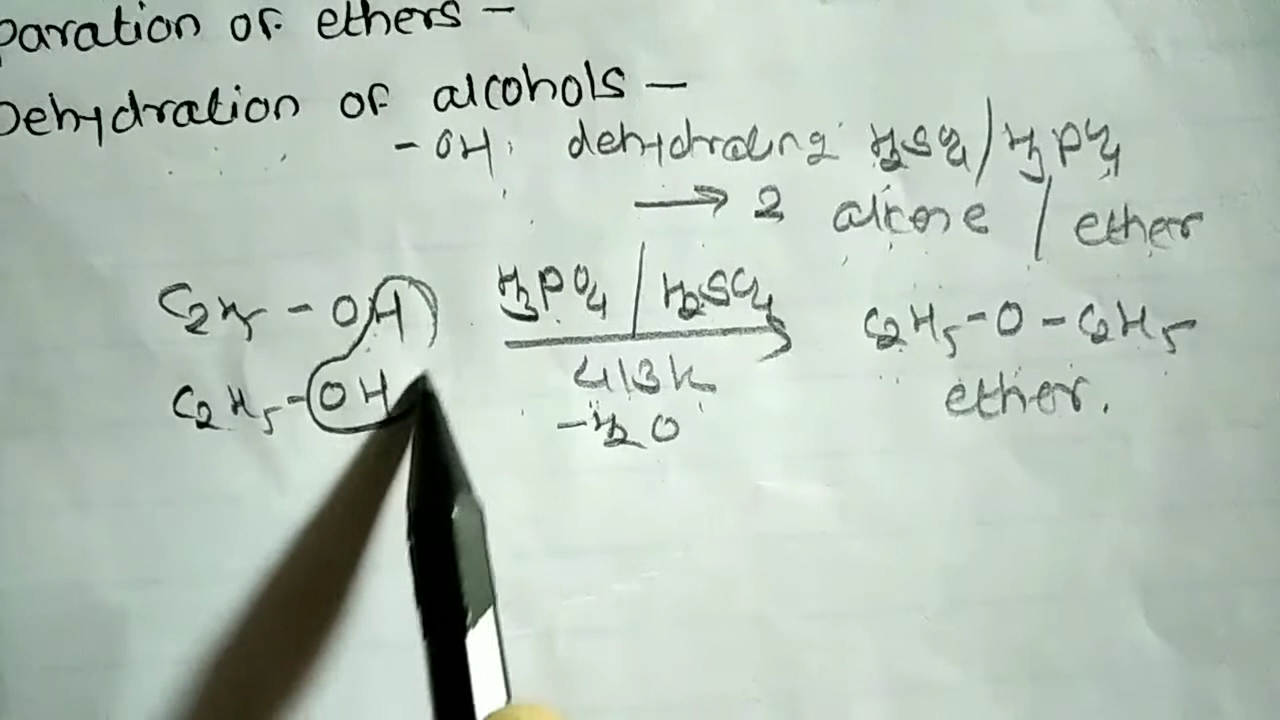 paration of ethers -
Dehydration of alcohols -
- OH dehydrating H2SO4/H3PO4
→ 2 alkene / ether
C2H5 - OH H3PO4 / H2SO4 C2H5-O-C2H5
C2H5-OH 413K ether.
-H2O